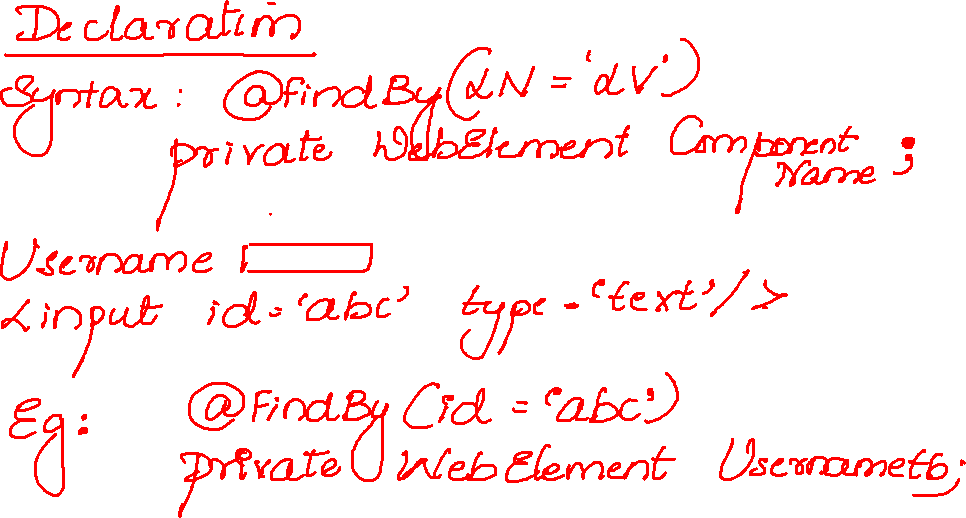 Declaration
Syntax : @FindBy(LN = 'LV')
private WebElement Component Name ;
Username
<input id='abc' type='text'/>
Eg: @FindBy(id = 'abc')
private WebElement Usernametb;